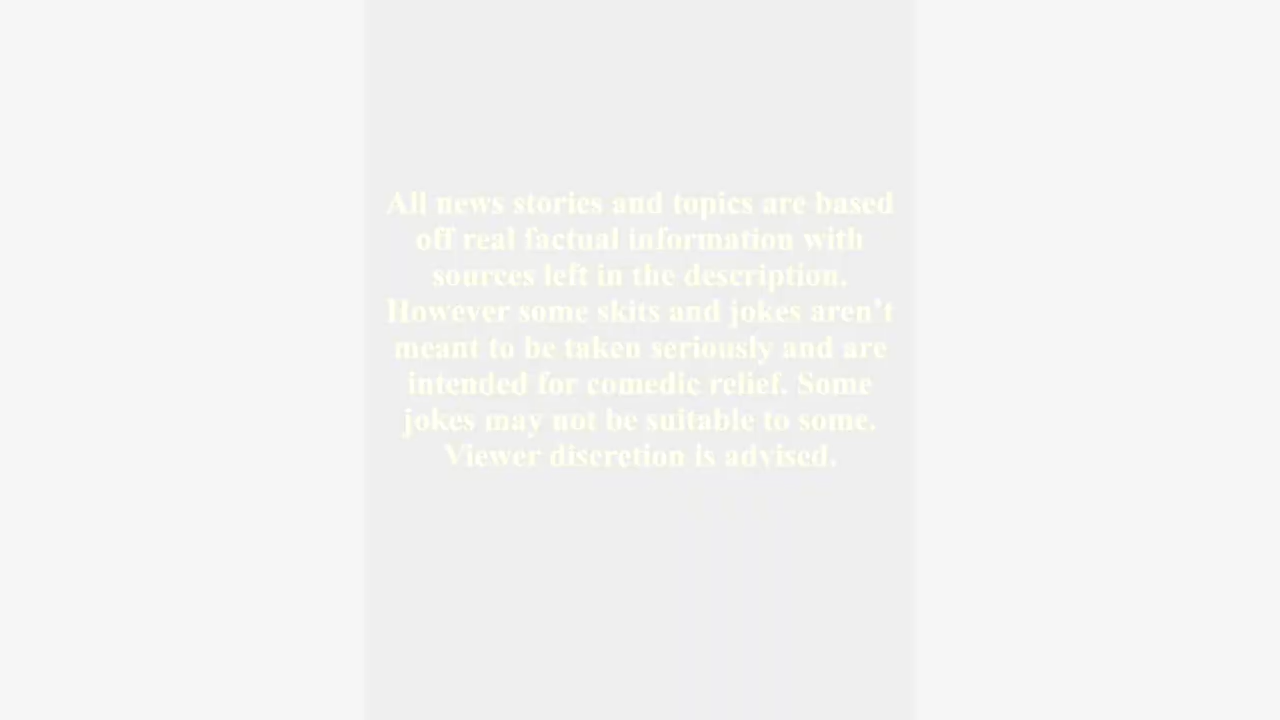 All news stories and topics are based
off real factual information with
sources left in the description.
However some skits and jokes aren't
meant to be taken seriously and are
intended for comedic relief. Some
jokes may not be suitable to some.
Viewer discretion is advised.